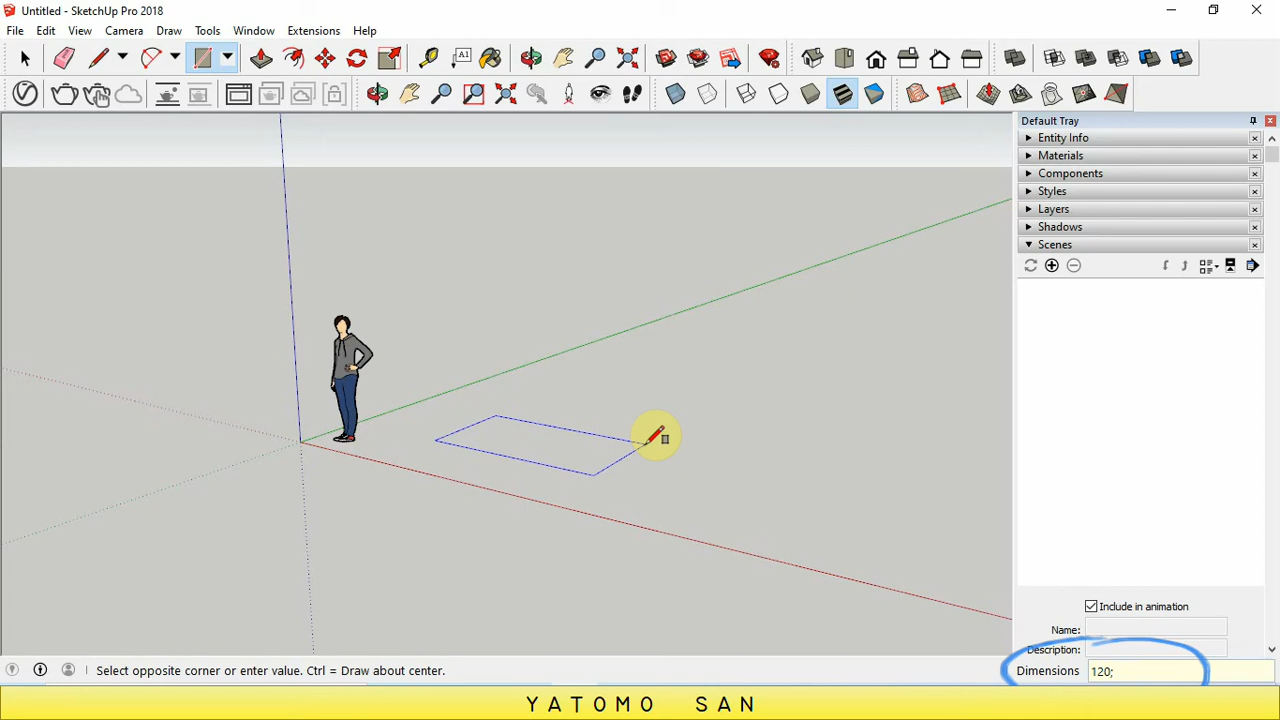 Untitled - SketchUp Pro 2018
File Edit View Camera Draw Tools Window Extensions Help
A1
Default Tray
Entity Info
Materials
Components
Styles
Layers
Shadows
Scenes
Include in animation
Name:
Description:
Select opposite corner or enter value. Ctrl = Draw about center.
Dimensions 120;
YATOMO SAN